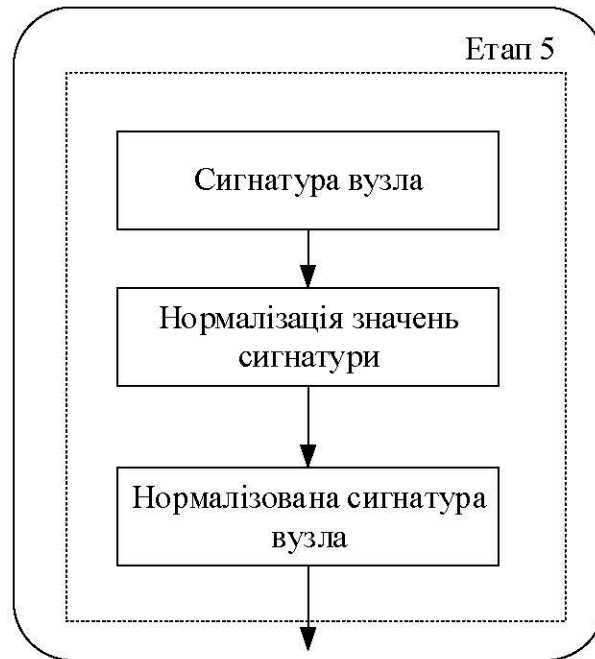 Етап 5
Сигнатура вузла
Нормалізація значень
сигнатури
Нормалізована сигнатура
вузла